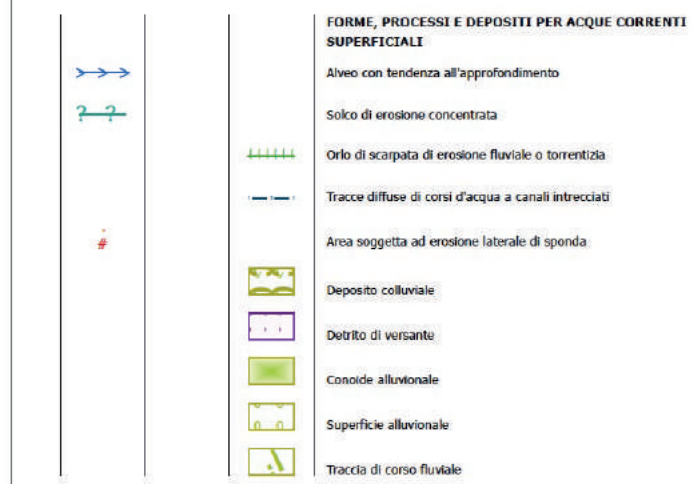 FORME, PROCESSI E DEPOSITI PER ACQUE CORRENTI
SUPERFICIALI
Alveo con tendenza all'approfondimento
? ?
Solco di erosione concentrata
Orlo di scarpata di erosione fluviale o torrentizia
Tracce diffuse di corsi d'acqua a canali intrecciati
#
Area soggetta ad erosione laterale di sponda
Deposito colluviale
Detrito di versante
Conoide alluvionale
Superficie alluvionale
Traccia di corso fluviale